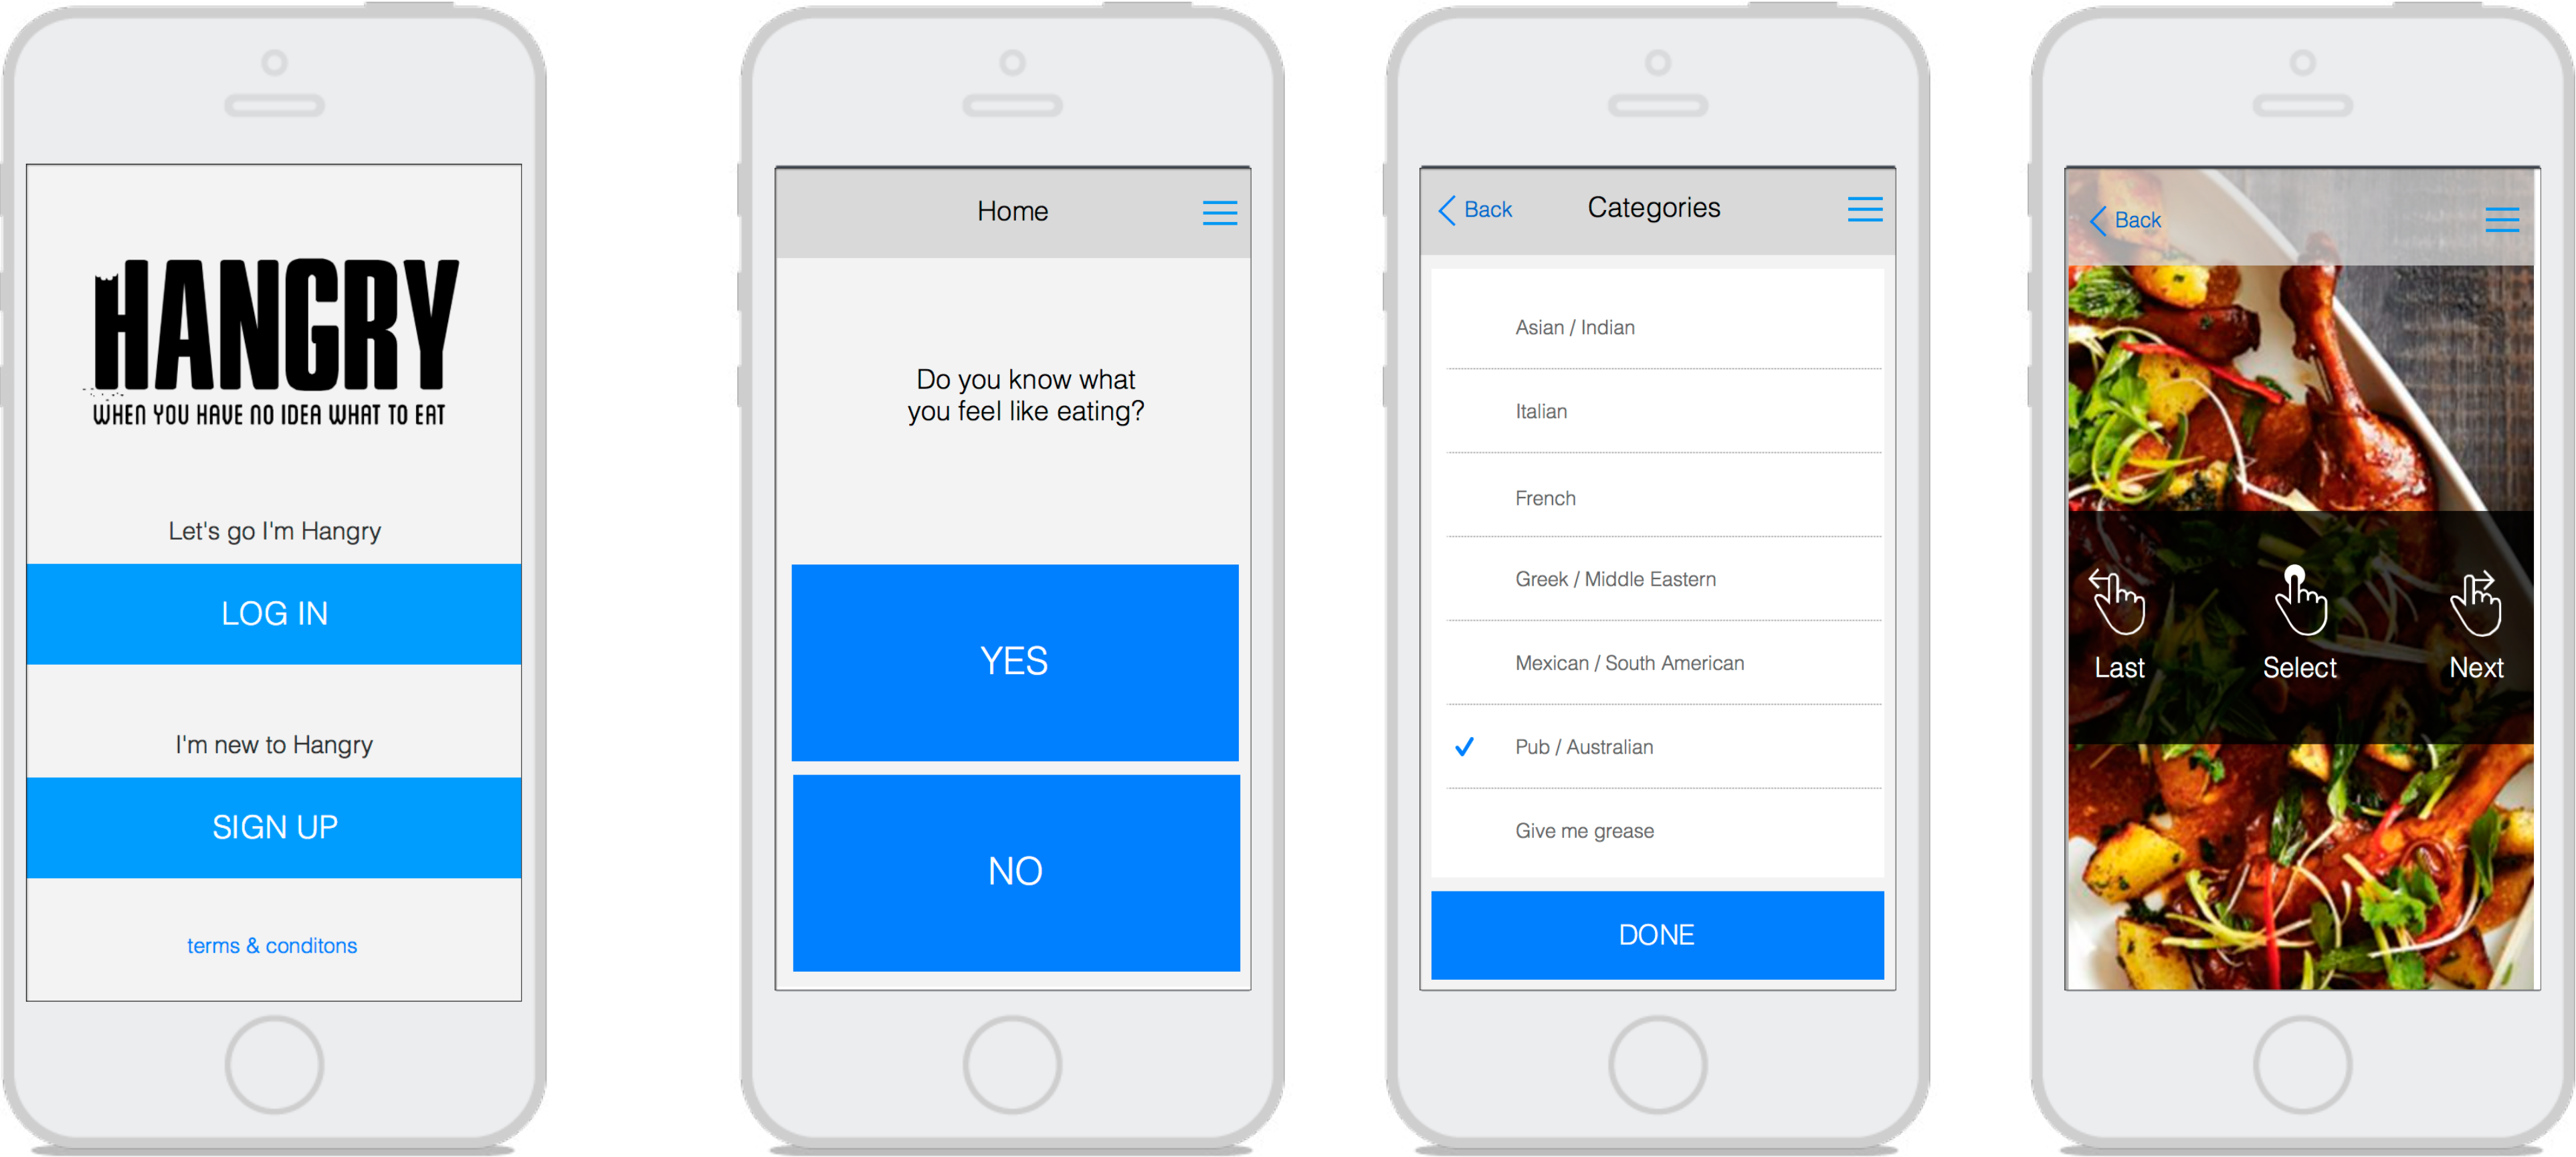 HANGRY
WHEN YOU HAVE NO IDEA WHAT TO EAT
Let's go I'm Hangry
LOG IN
I'm new to Hangry
SIGN UP
terms & conditons
Home
Do you know what
you feel like eating?
YES
NO
Back
Categories
Asian / Indian
Italian
French
Greek / Middle Eastern
Mexican / South American
Pub / Australian
Give me grease
DONE
Back
Last
Select
Next